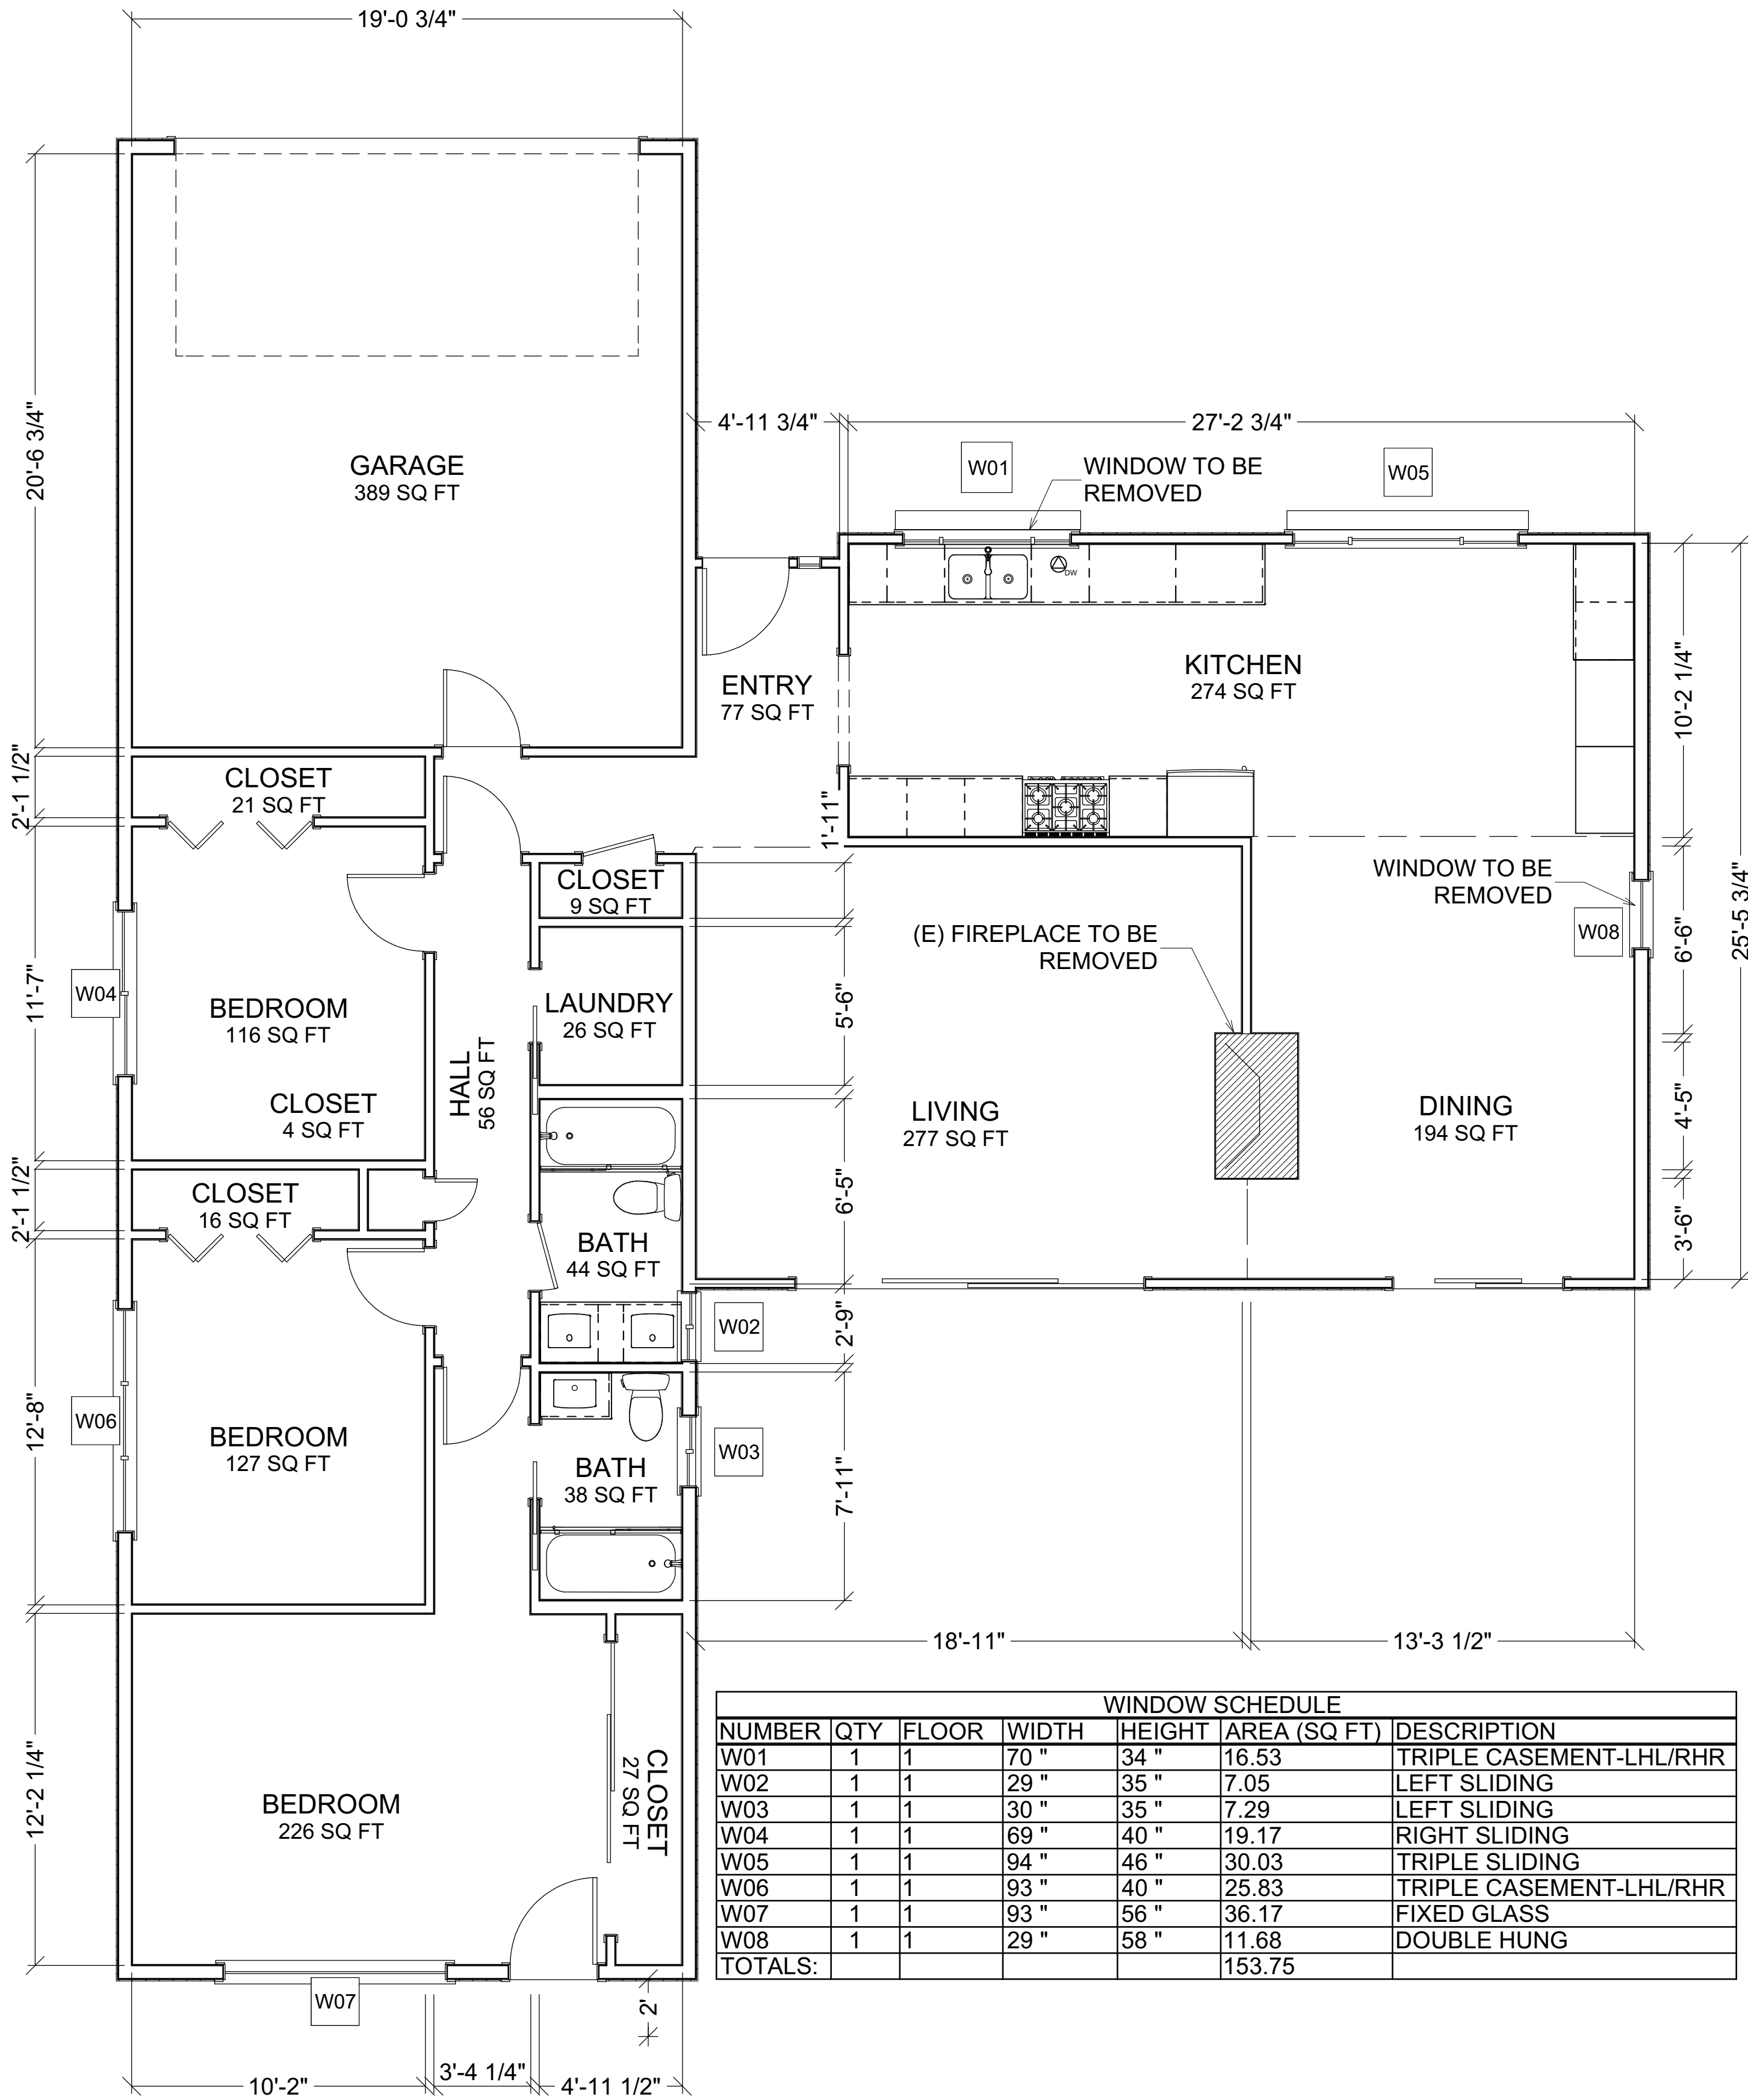 19'-0 3/4"
20'-6 3/4"
GARAGE
389 SQ FT
4'-11 3/4"
27'-2 3/4"
W01
WINDOW TO BE
REMOVED
W05
DW
ENTRY
77 SQ FT
KITCHEN
274 SQ FT
10'-2 1/4"
25'-5 3/4"
2'-1 1/2"
CLOSET
21 SQ FT
1'-11"
CLOSET
9 SQ FT
WINDOW TO BE
REMOVED
W08
6'-6"
(E) FIREPLACE TO BE
REMOVED
11'-7"
W04
BEDROOM
116 SQ FT
LAUNDRY
26 SQ FT
5'-6"
HALL
56 SQ FT
CLOSET
4 SQ FT
LIVING
277 SQ FT
DINING
194 SQ FT
4'-5"
2'-1 1/2"
CLOSET
16 SQ FT
6'-5"
BATH
44 SQ FT
3'-6"
W02
2'-9"
12'-8"
W06
BEDROOM
127 SQ FT
BATH
38 SQ FT
W03
7'-11"
18'-11"
13'-3 1/2"
12'-2 1/4"
BEDROOM
226 SQ FT
CLOSET
27 SQ FT
W07
2'
10'-2"
3'-4 1/4"
4'-11 1/2"
WINDOW SCHEDULE
NUMBER QTY FLOOR WIDTH HEIGHT AREA (SQ FT) DESCRIPTION
W01 1 1 70 " 34 " 16.53 TRIPLE CASEMENT-LHL/RHR
W02 1 1 29 " 35 " 7.05 LEFT SLIDING
W03 1 1 30 " 35 " 7.29 LEFT SLIDING
W04 1 1 69 " 40 " 19.17 RIGHT SLIDING
W05 1 1 94 " 46 " 30.03 TRIPLE SLIDING
W06 1 1 93 " 40 " 25.83 TRIPLE CASEMENT-LHL/RHR
W07 1 1 93 " 56 " 36.17 FIXED GLASS
W08 1 1 29 " 58 " 11.68 DOUBLE HUNG
TOTALS: 153.75